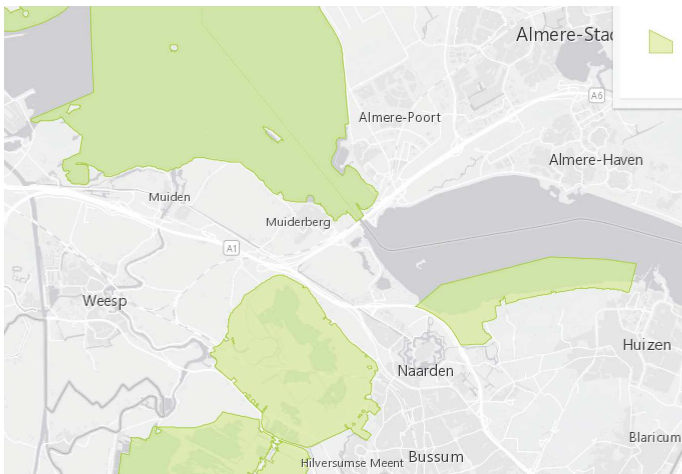 Almere-Stad
A6
Almere-Poort
Almere-Haven
Muiden
Muiderberg
A1
Weesp
Huizen
Naarden
Blaricum
Bussum
Hilversumse Meent